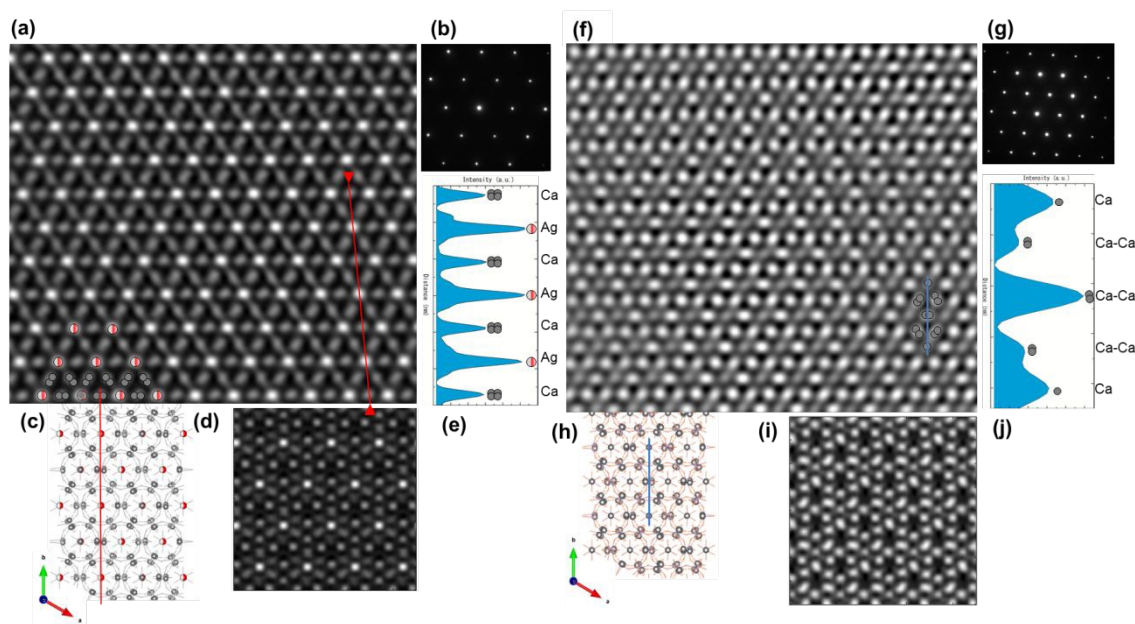 (a)
(b)
(f)
(g)
Intensity (a.u.)
Ca
Ag
Ca
Ag
Ca
Ag
Ca
Distance (nm)
Intensity (a.u.)
Ca
Ca-Ca
Ca-Ca
Ca-Ca
Ca
Distance (nm)
(c)
(d)
(e)
(h)
(i)
(j)
b
a
b
a